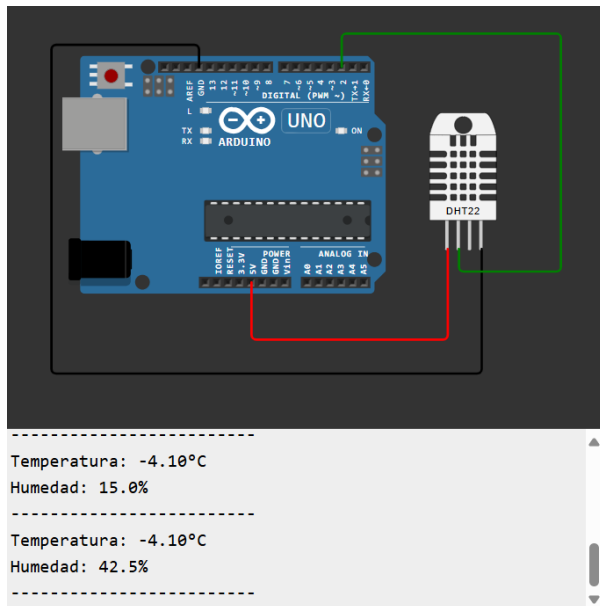 AREF
GND
13
12
~11
~10
~9
8
7
~6
~5
4
~3
2
TX→1
RX←0
DIGITAL (PWM ~)
L
TX
RX
UNO
ON
ARDUINO
DHT22
IOREF
RESET
3.3V
5V
GND
GND
Vin
POWER
ANALOG IN
A0
A1
A2
A3
A4
A5
-------------------------
Temperatura: -4.10°C
Humedad: 15.0%
-------------------------
Temperatura: -4.10°C
Humedad: 42.5%
-------------------------